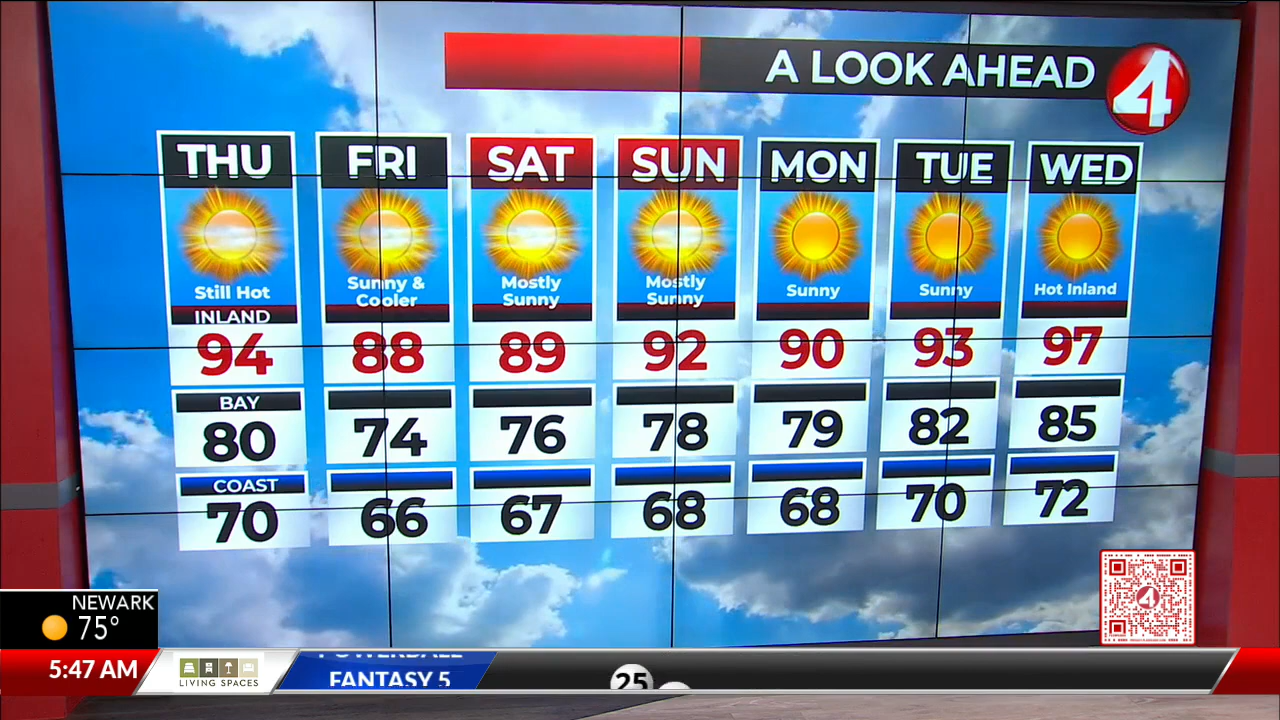 A LOOK AHEAD
4
THU FRI SAT SUN MON TUE WED
Still Hot
Sunny &
Cooler
Mostly
Sunny
Mostly
Sunny
Sunny
Sunny
Hot Inland
INLAND
94 88 89 92 90 93 97
BAY
80 74 76 78 79 82 85
COAST
70 66 67 68 68 70 72
4
NEWARK
75°
5:47 AM
LIVING SPACES
POWERBALL
FANTASY 5
25